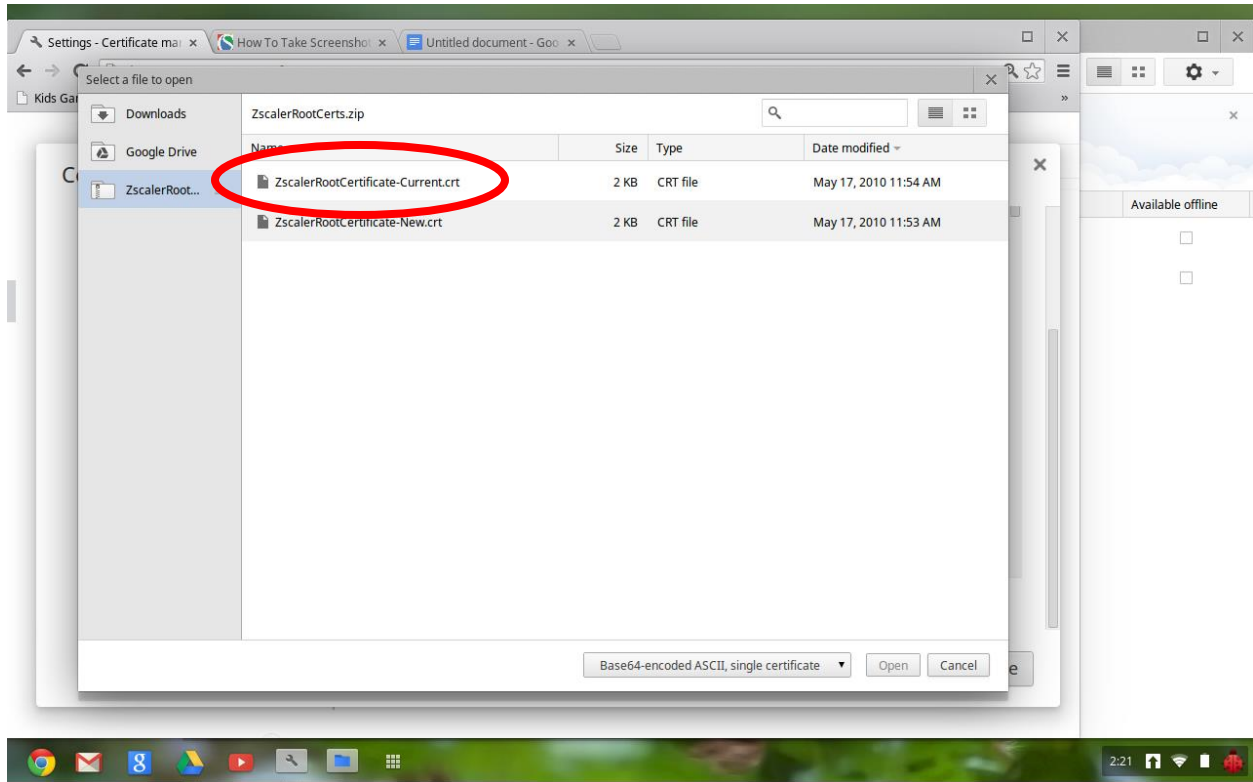 Settings - Certificate ma
How To Take Screenshot
Untitled document - Goo
Kids Gar
»
Select a file to open
Downloads
Google Drive
ZscalerRoot...
ZscalerRootCerts.zip
Name Size Type Date modified
ZscalerRootCertificate-Current.crt 2 KB CRT file May 17, 2010 11:54 AM
ZscalerRootCertificate-New.crt 2 KB CRT file May 17, 2010 11:53 AM
Base64-encoded ASCII, single certificate
Open
Cancel
Available offline
8
2:21